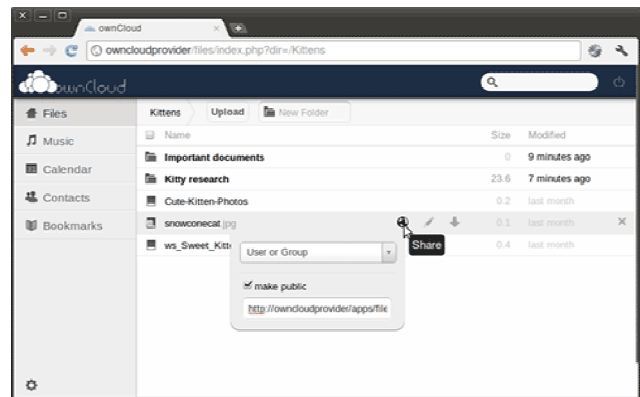 ownCloud
owncloudprovider/files/index.php?dir=/Kittens
ownCloud
Files
Music
Calendar
Contacts
Bookmarks
Kittens
Upload
New Folder
Name
Size
Modified
Important documents
0
9 minutes ago
Kitty research
23.6
7 minutes ago
Cute-Kitten-Photos
0.2
last month
snowconecat.jpg
0.1
last month
ws_Sweet_Kitt
0.4
last month
Share
User or Group
make public
http://owncloudprovider/apps/file